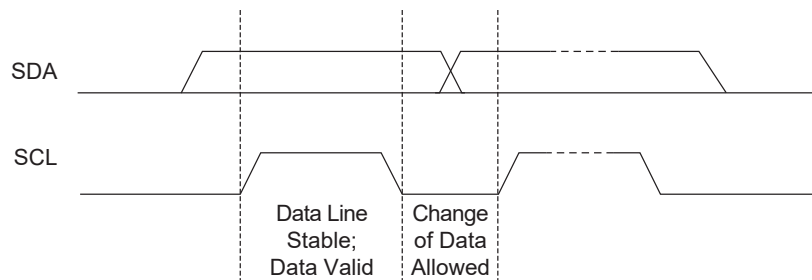 SDA
SCL
Data Line
Stable;
Data Valid
Change
of Data
Allowed